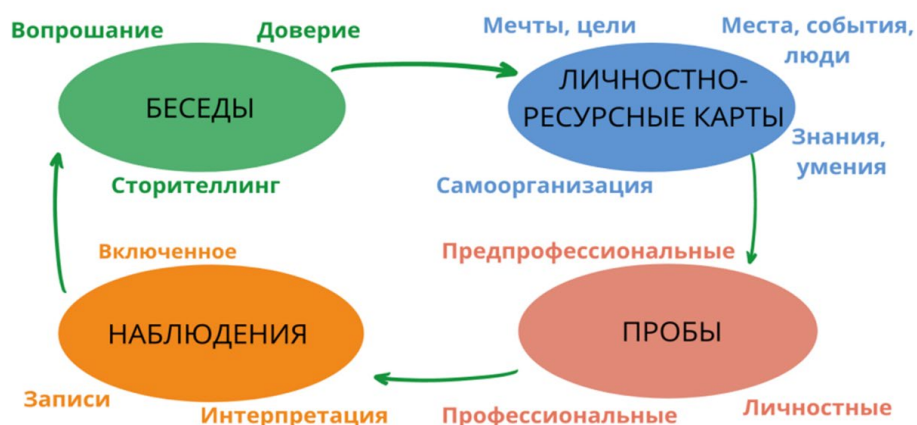 Вопрошание
Доверие
БЕСЕДЫ
Сторителлинг
Мечты, цели
Места, события,
люди
ЛИЧНОСТНО-
РЕСУРСНЫЕ КАРТЫ
Знания,
умения
Самоорганизация
Включенное
НАБЛЮДЕНИЯ
Записи
Интерпретация
Предпрофессиональные
ПРОБЫ
Профессиональные
Личностные